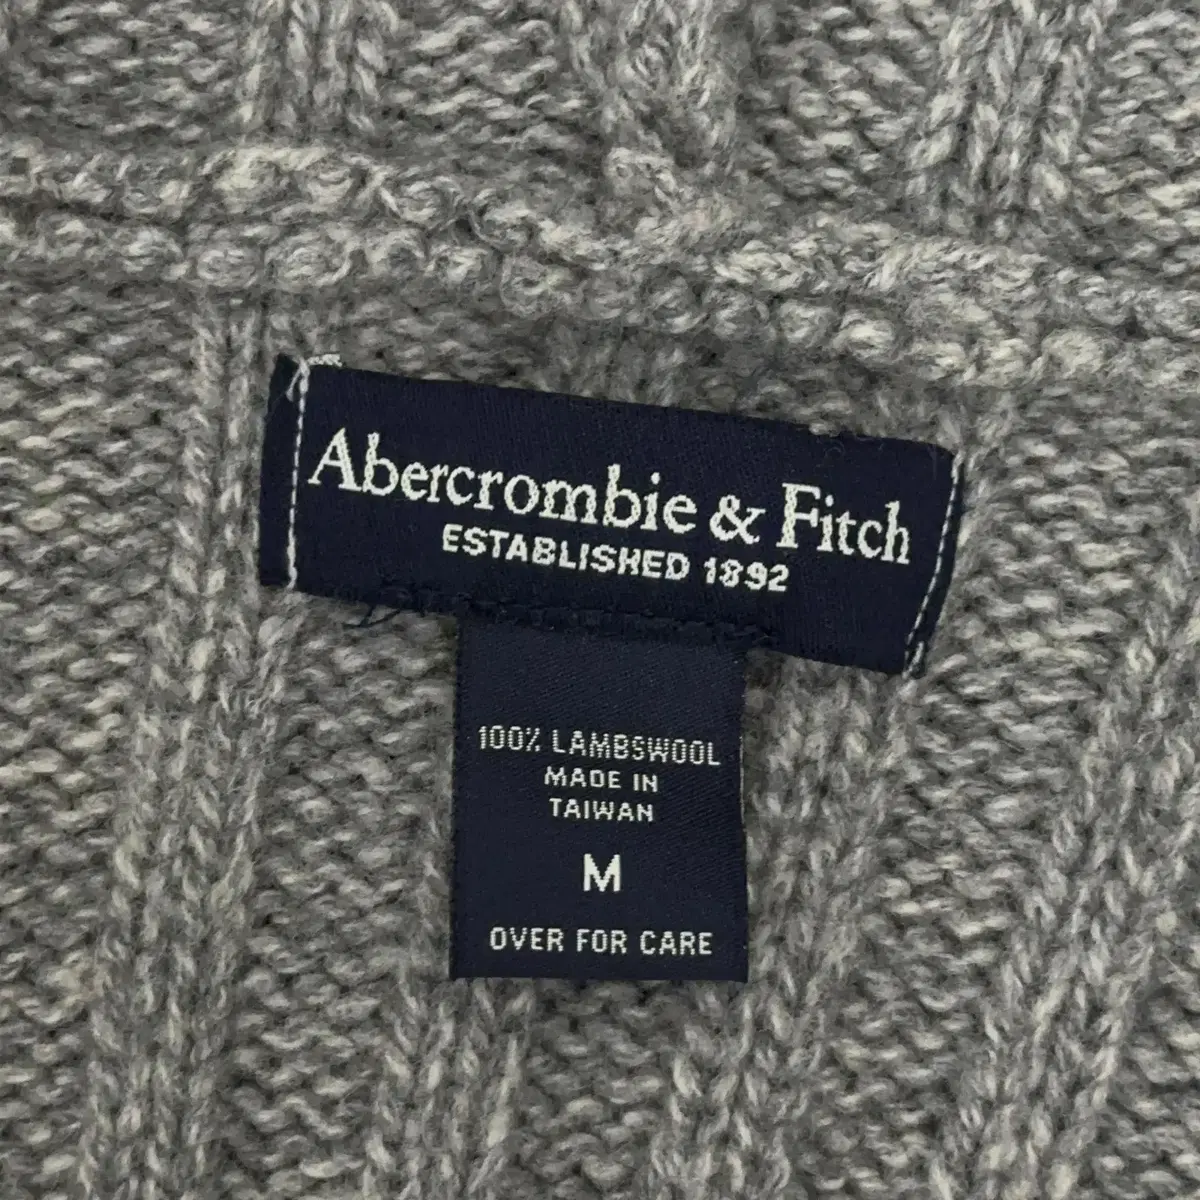 Abercrombie & Fitch
ESTABLISHED 1892
100% LAMBSWOOL
MADE IN
TAIWAN
M
OVER FOR CARE